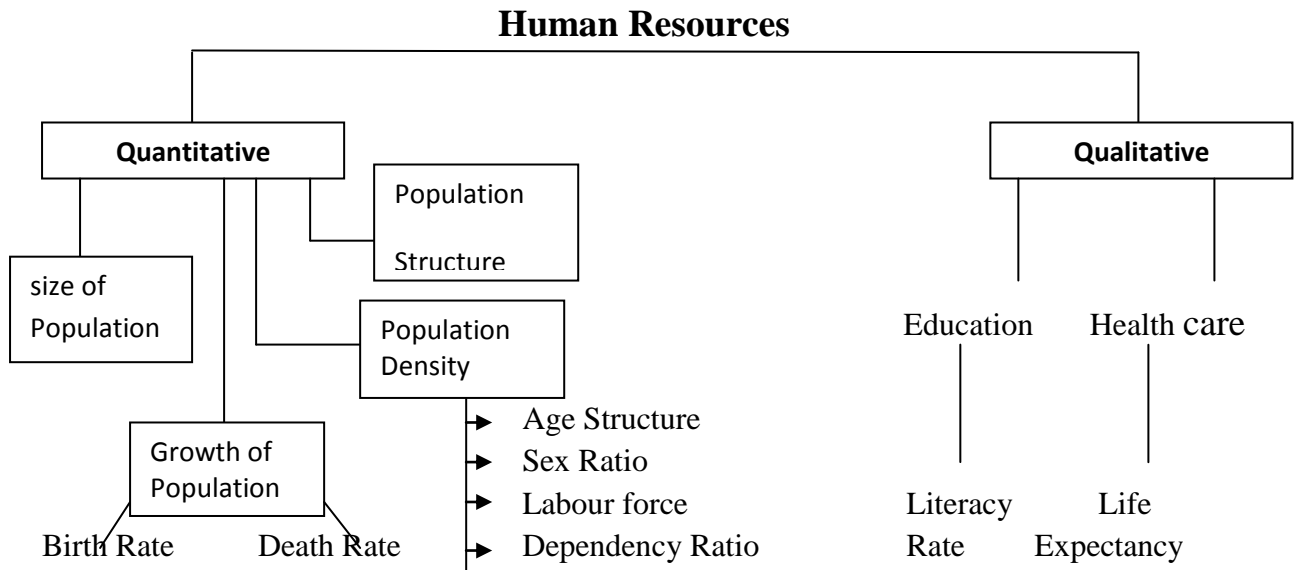 Human Resources
Quantitative
Qualitative
Population
Structure
size of
Population
Population
Density
Education
Health care
Growth of
Population
Birth Rate
Death Rate
Age Structure
Sex Ratio
Labour force
Dependency Ratio
Literacy
Rate
Life
Expectancy